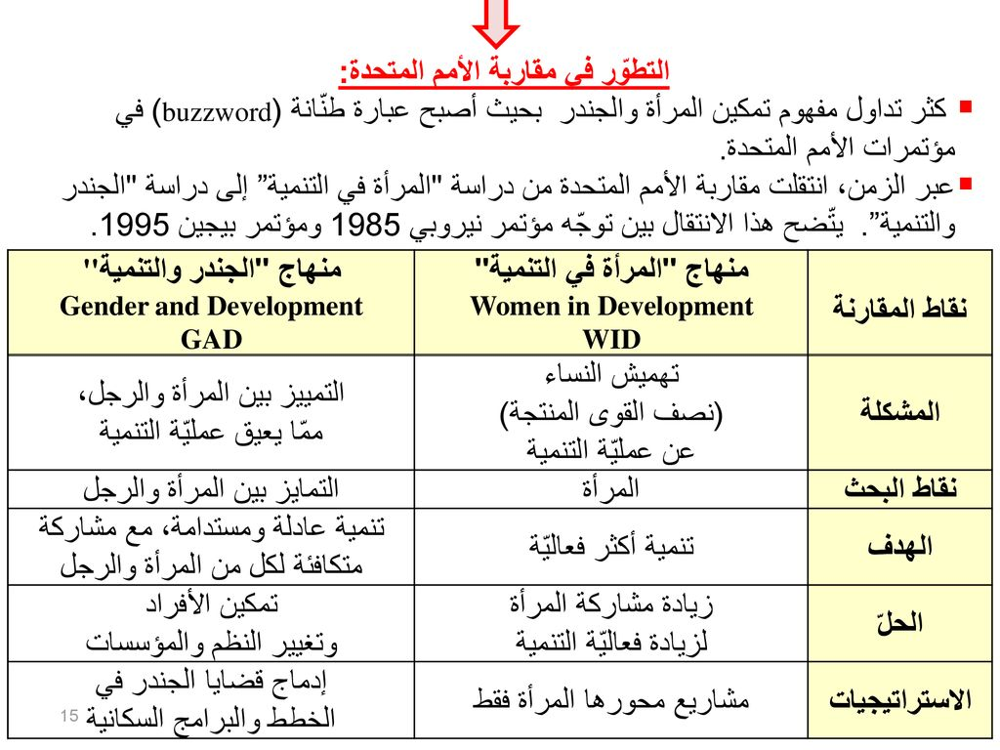 التطوّر في مقاربة الأمم المتحدة:
▪ كثر تداول مفهوم تمكين المرأة والجندر بحيث أصبح عبارة طنّانة (buzzword) في
مؤتمرات الأمم المتحدة.
▪ عبر الزمن، انتقلت مقاربة الأمم المتحدة من دراسة "المرأة في التنمية” إلى دراسة "الجندر
والتنمية”. يتّضح هذا الانتقال بين توجّه مؤتمر نيروبي 1985 ومؤتمر بيجين 1995.
نقاط المقارنة
منهاج "المرأة في التنمية"
Women in Development
WID
منهاج "الجندر والتنمية"
Gender and Development
GAD
المشكلة
تهميش النساء
(نصف القوى المنتجة)
عن عمليّة التنمية
التمييز بين المرأة والرجل،
ممّا يعيق عمليّة التنمية
نقاط البحث
المرأة
التمايز بين المرأة والرجل
الهدف
تنمية أكثر فعاليّة
تنمية عادلة ومستدامة، مع مشاركة
متكافئة لكل من المرأة والرجل
الحلّ
زيادة مشاركة المرأة
لزيادة فعاليّة التنمية
تمكين الأفراد
وتغيير النظم والمؤسسات
الاستراتيجيات
مشاريع محورها المرأة فقط
إدماج قضايا الجندر في
الخطط والبرامج السكانية
15